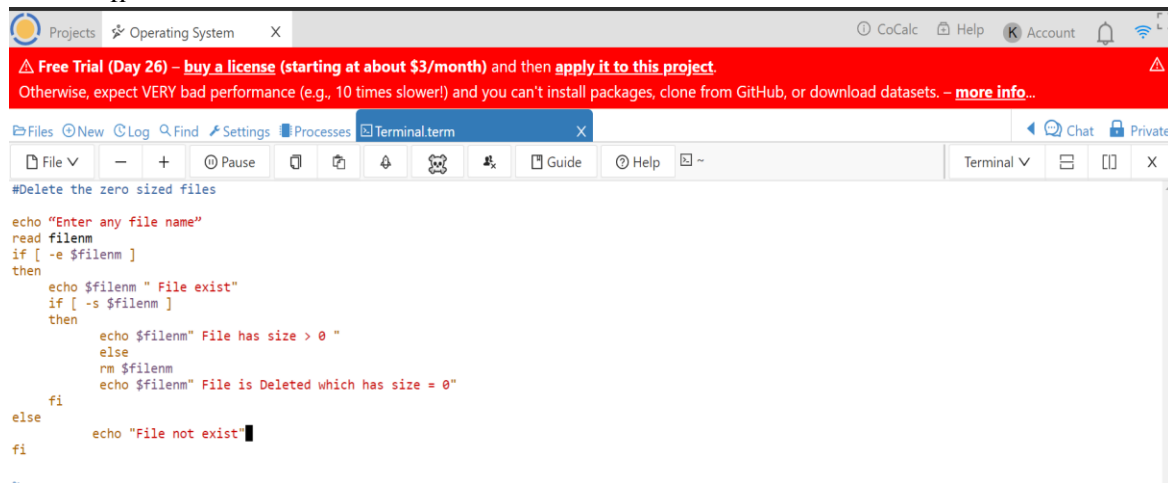 Projects Operating System X CoCalc Help K Account
Free Trial (Day 26) – buy a license (starting at about $3/month) and then apply it to this project.
Otherwise, expect VERY bad performance (e.g., 10 times slower!) and you can't install packages, clone from GitHub, or download datasets. – more info...
Files New Log Find Settings Processes Terminal.term X Chat Private
File Pause Guide Help ~ Terminal X
#Delete the zero sized files
echo “Enter any file name”
read filenm
if [ -e $filenm ]
then
echo $filenm " File exist"
if [ -s $filenm ]
then
echo $filenm" File has size > 0 "
else
rm $filenm
echo $filenm" File is Deleted which has size = 0"
fi
else
echo "File not exist"
fi